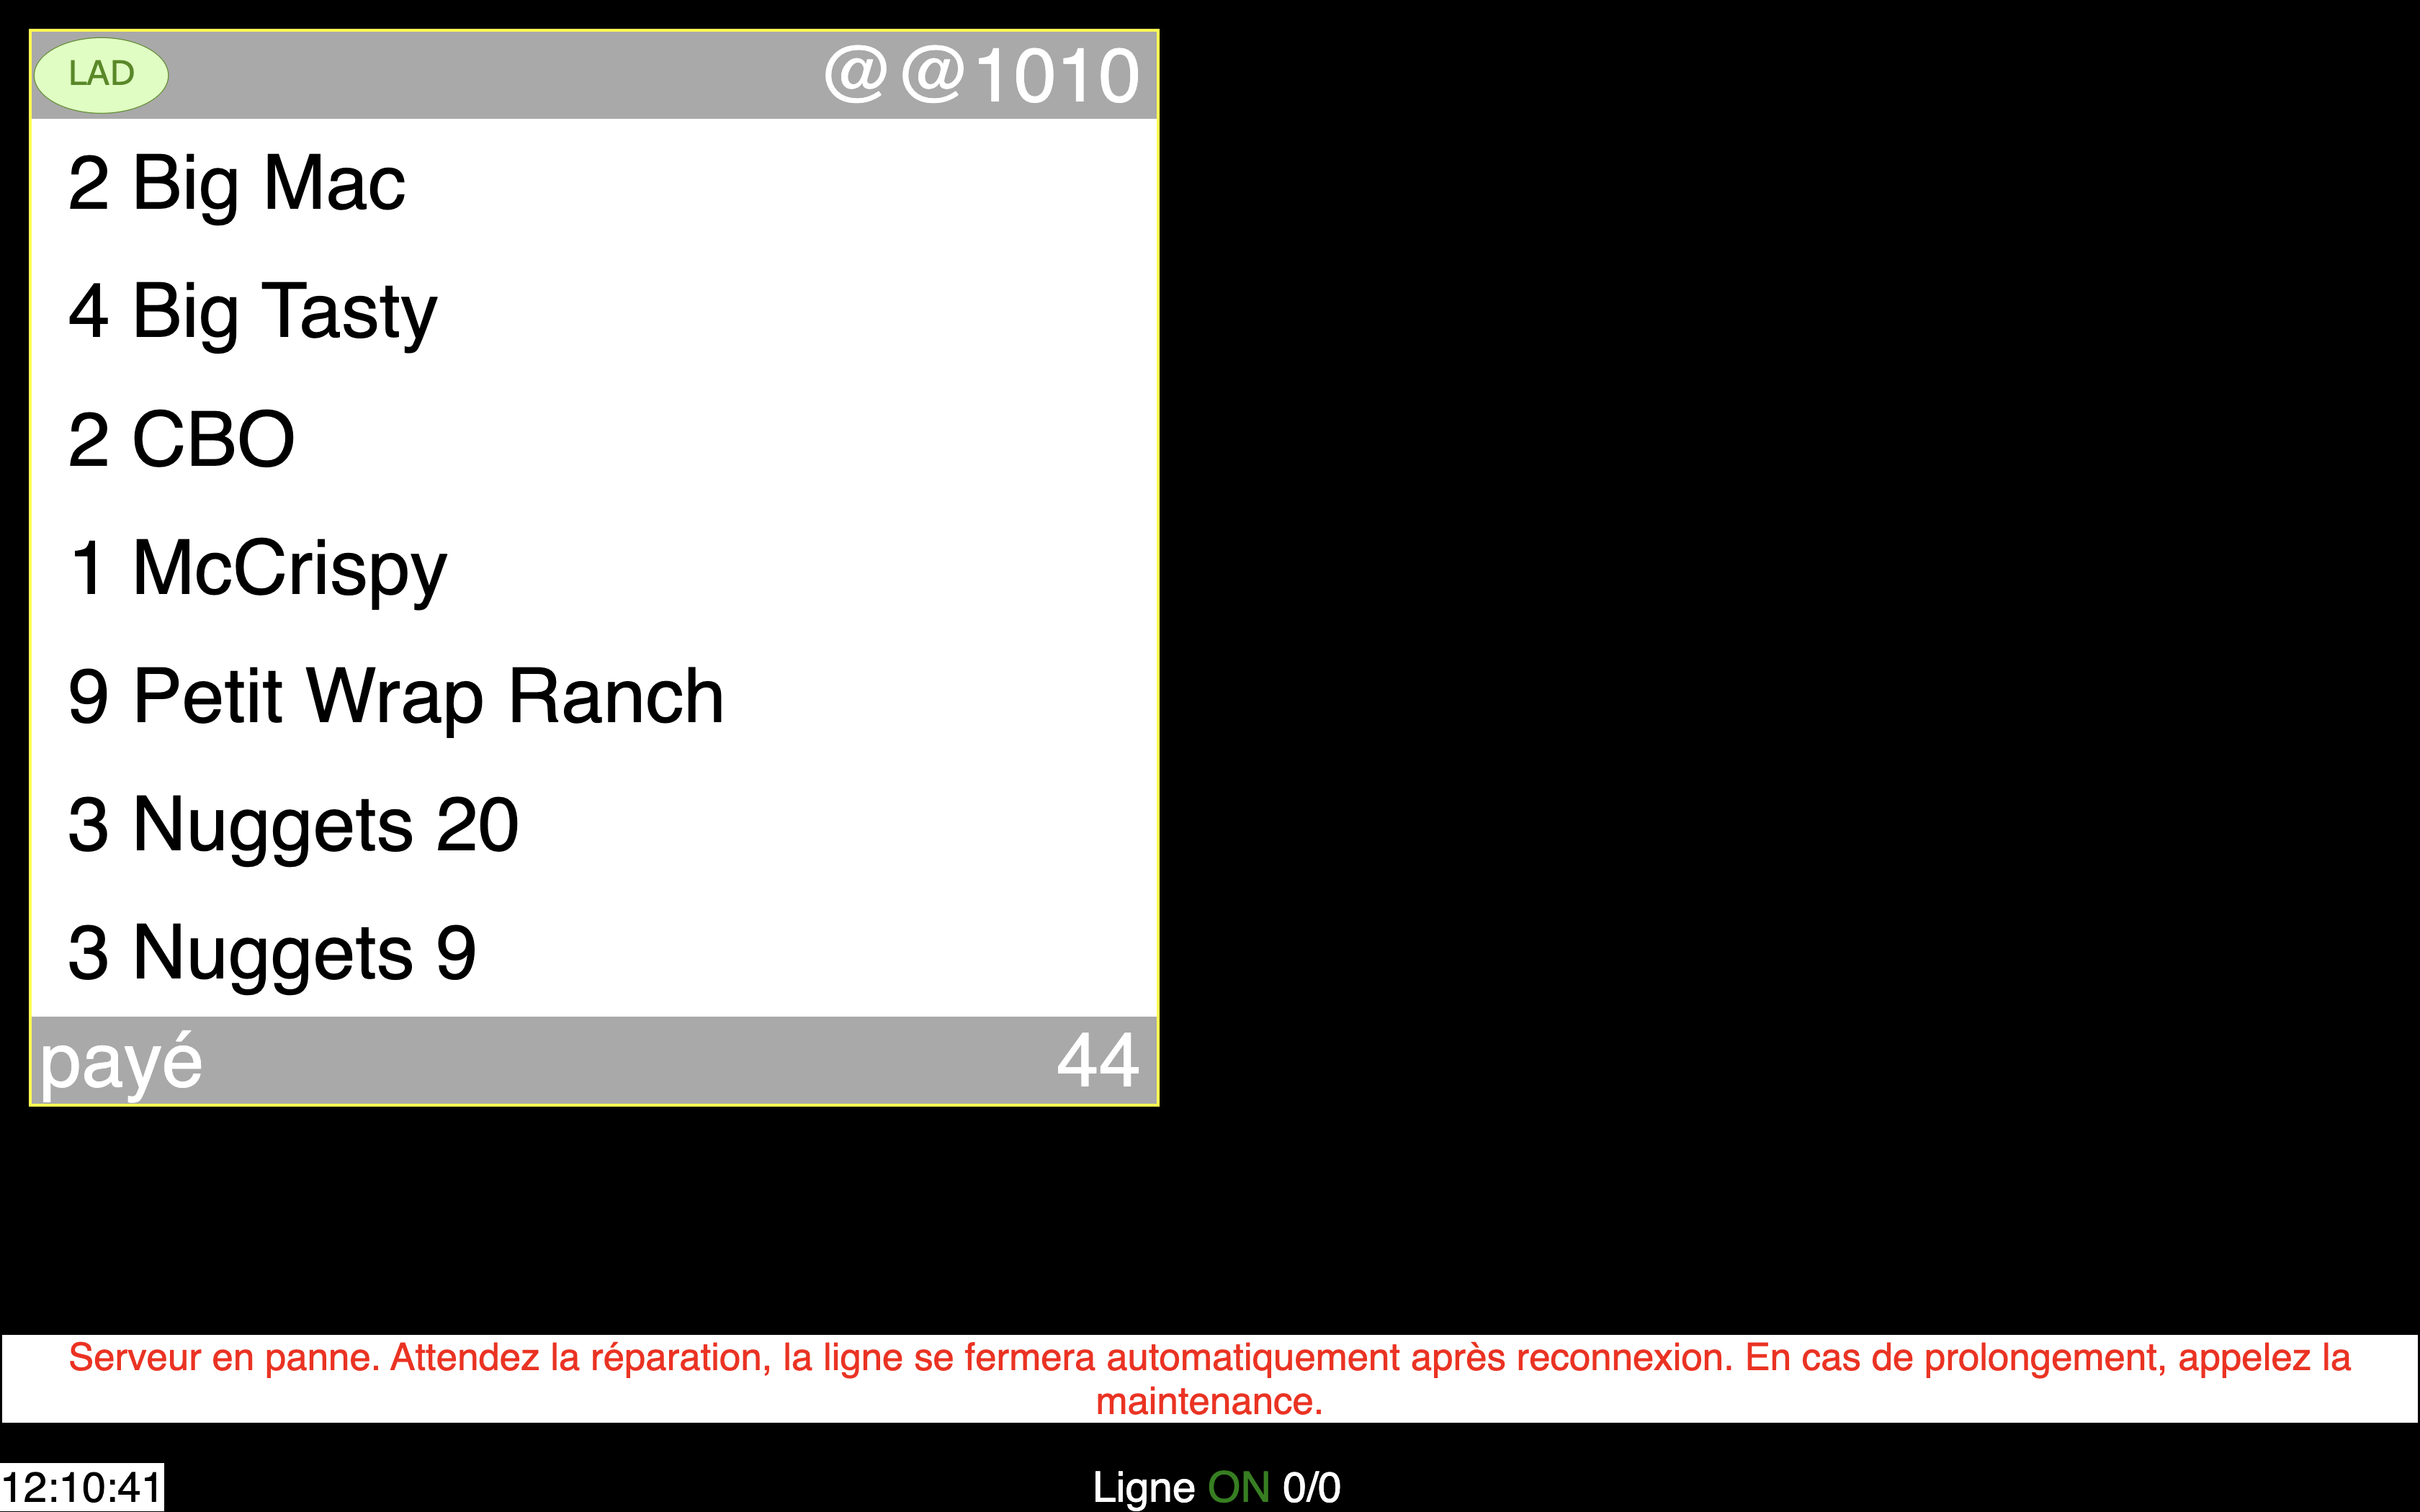 LAD @@1010
2 Big Mac
4 Big Tasty
2 CBO
1 McCrispy
9 Petit Wrap Ranch
3 Nuggets 20
3 Nuggets 9
payé 44
Serveur en panne. Attendez la réparation, la ligne se fermera automatiquement après reconnexion. En cas de prolongement, appelez la
maintenance.
12:10:41 Ligne ON 0/0